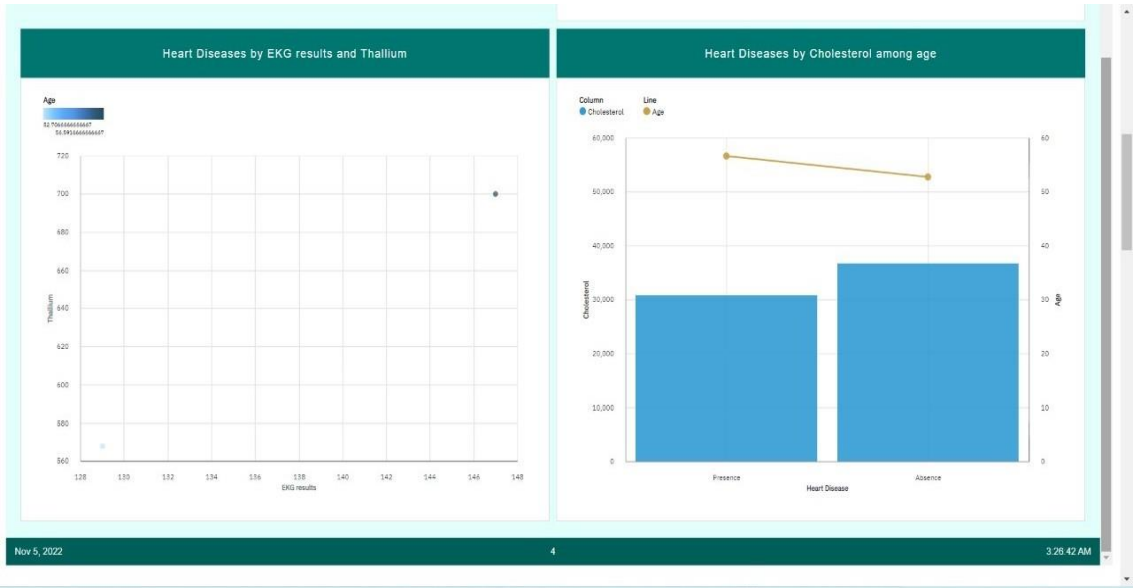 Heart Diseases by EKG results and Thallium
Age
52.7066666666667
56.5916666666667
720
700
680
660
640
620
600
580
560
Thallium
128 130 132 134 136 138 140 142 144 146 148
EKG results
Heart Diseases by Cholesterol among age
Column Line
Cholesterol Age
60,000
50,000
40,000
30,000
20,000
10,000
0
Cholesterol
60
50
40
30
20
10
0
Age
Presence Absence
Heart Disease
Nov 5, 2022 4 3:26:42 AM